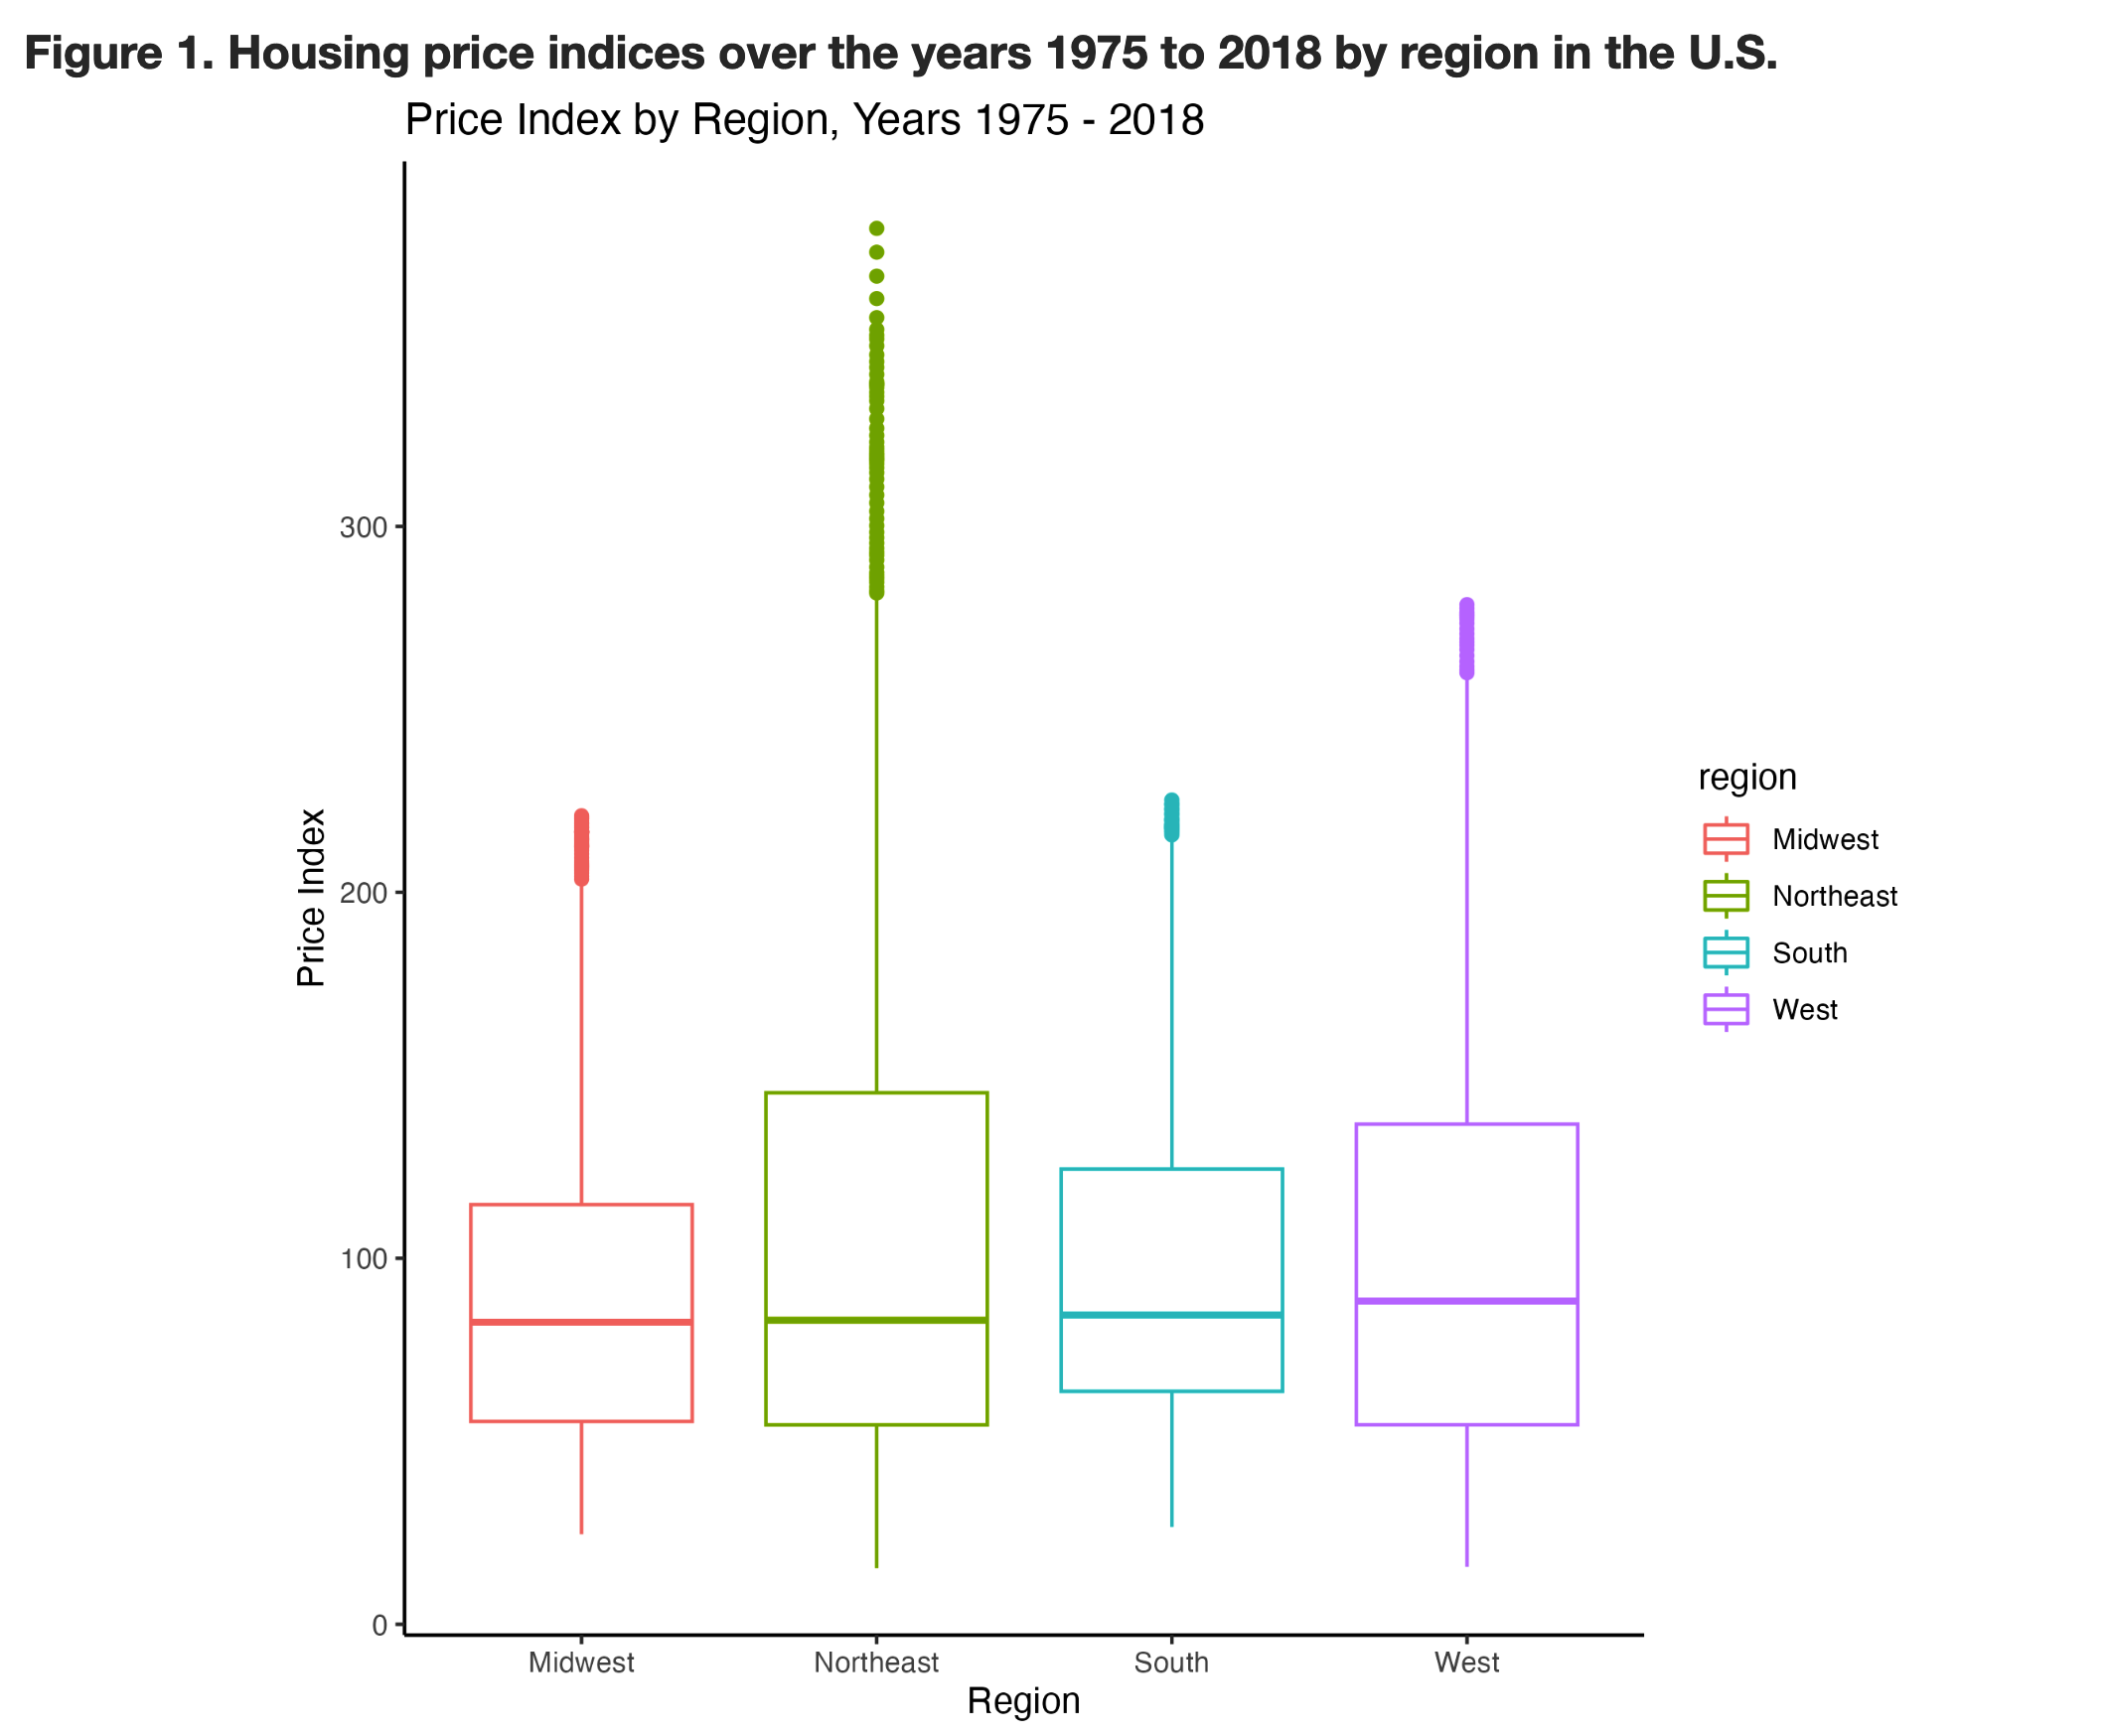 Figure 1. Housing price indices over the years 1975 to 2018 by region in the U.S.
Price Index by Region, Years 1975 - 2018
300
200
100
0
Price Index
Midwest
Northeast
South
West
Region
region
Midwest
Northeast
South
West